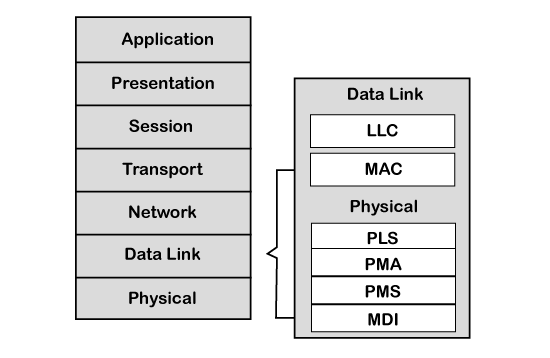 Application
Presentation
Session
Transport
Network
Data Link
Physical
Data Link
LLC
MAC
Physical
PLS
PMA
PMS
MDI